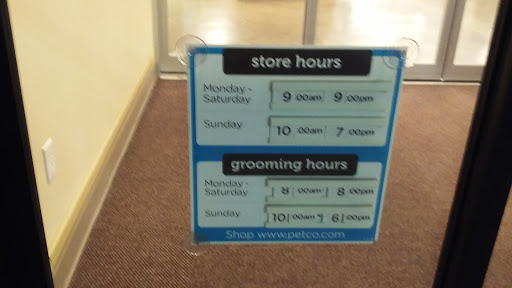 store hours
Monday - Saturday 9:00am 9:00pm
Sunday 10:00am 7:00pm
grooming hours
Monday - Saturday 8:00am 8:00pm
Sunday 10:00am 6:00pm
Shop www.petco.com